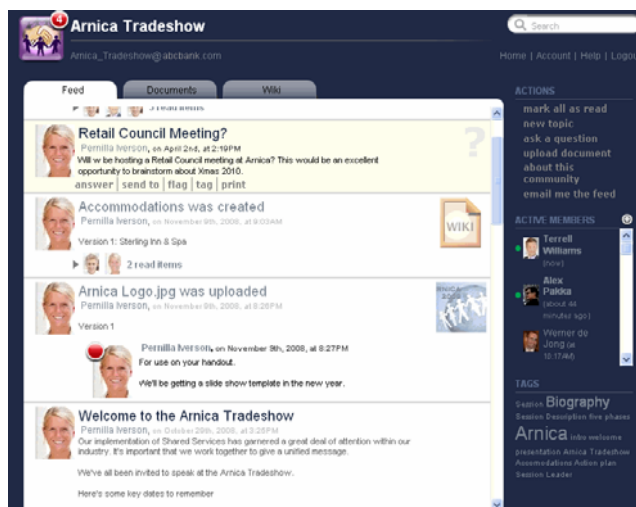 4
Arnica Tradeshow
Arnica_Tradeshow@abcbank.com
Search
Home | Account | Help | Logou
Feed
Documents
Wiki
3 read items
Retail Council Meeting?
Pernilla Iverson, on April 2nd, at 2:19PM
Will w be hosting a Retail Council meeting at Arnica? This would be an excellent
opportunity to brainstorm about Xmas 2010.
answer | send to | flag | tag | print
?
Accommodations was created
Pernilla Iverson, on November 9th, 2008, at 9:03AM
Version 1: Sterling Inn & Spa
WIKI
2 read items
Arnica Logo.jpg was uploaded
Pernilla Iverson, on November 9th, 2008, at 8:26PM
Version 1
ARNICA
Pernilla Iverson, on November 9th, 2008, at 8:27PM
For use on your handout.
We'll be getting a slide show template in the new year.
Welcome to the Arnica Tradeshow
Pernilla Iverson, on October 29th, 2008, at 3:25PM
Our implementation of Shared Services has garnered a great deal of attention within our
industry. It's important that we work together to give a unified message.
We've all been invited to speak at the Arnica Tradeshow.
Here's some key dates to remember
ACTIONS
mark all as read
new topic
ask a question
upload document
about this
community
email me the feed
ACTIVE MEMBERS
Terrell
Williams
(now)
Alex
Pakka
(about 44
minutes ago)
Werner de
Jong (at
10:17AM)
TAGS
Session Biography
Session Description five phases
Arnica intro welcome
presentation Arnica Tradeshow
Accomodations Action plan
Session Leader